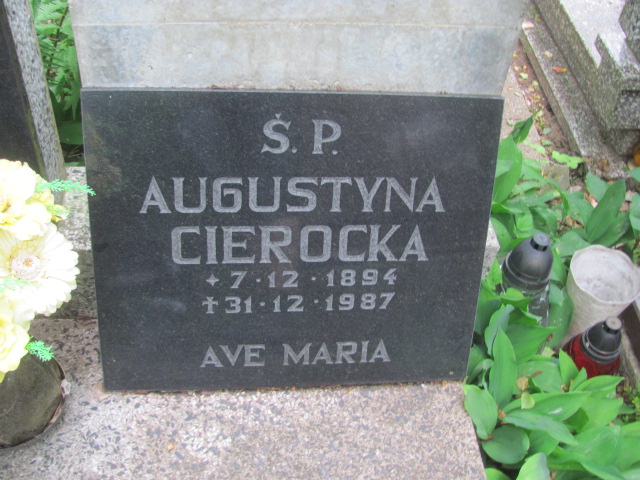 Ś. P.
AUGUSTYNA
CIEROCKA
* 7·12·1894
✝31·12·1987
AVE MARIA